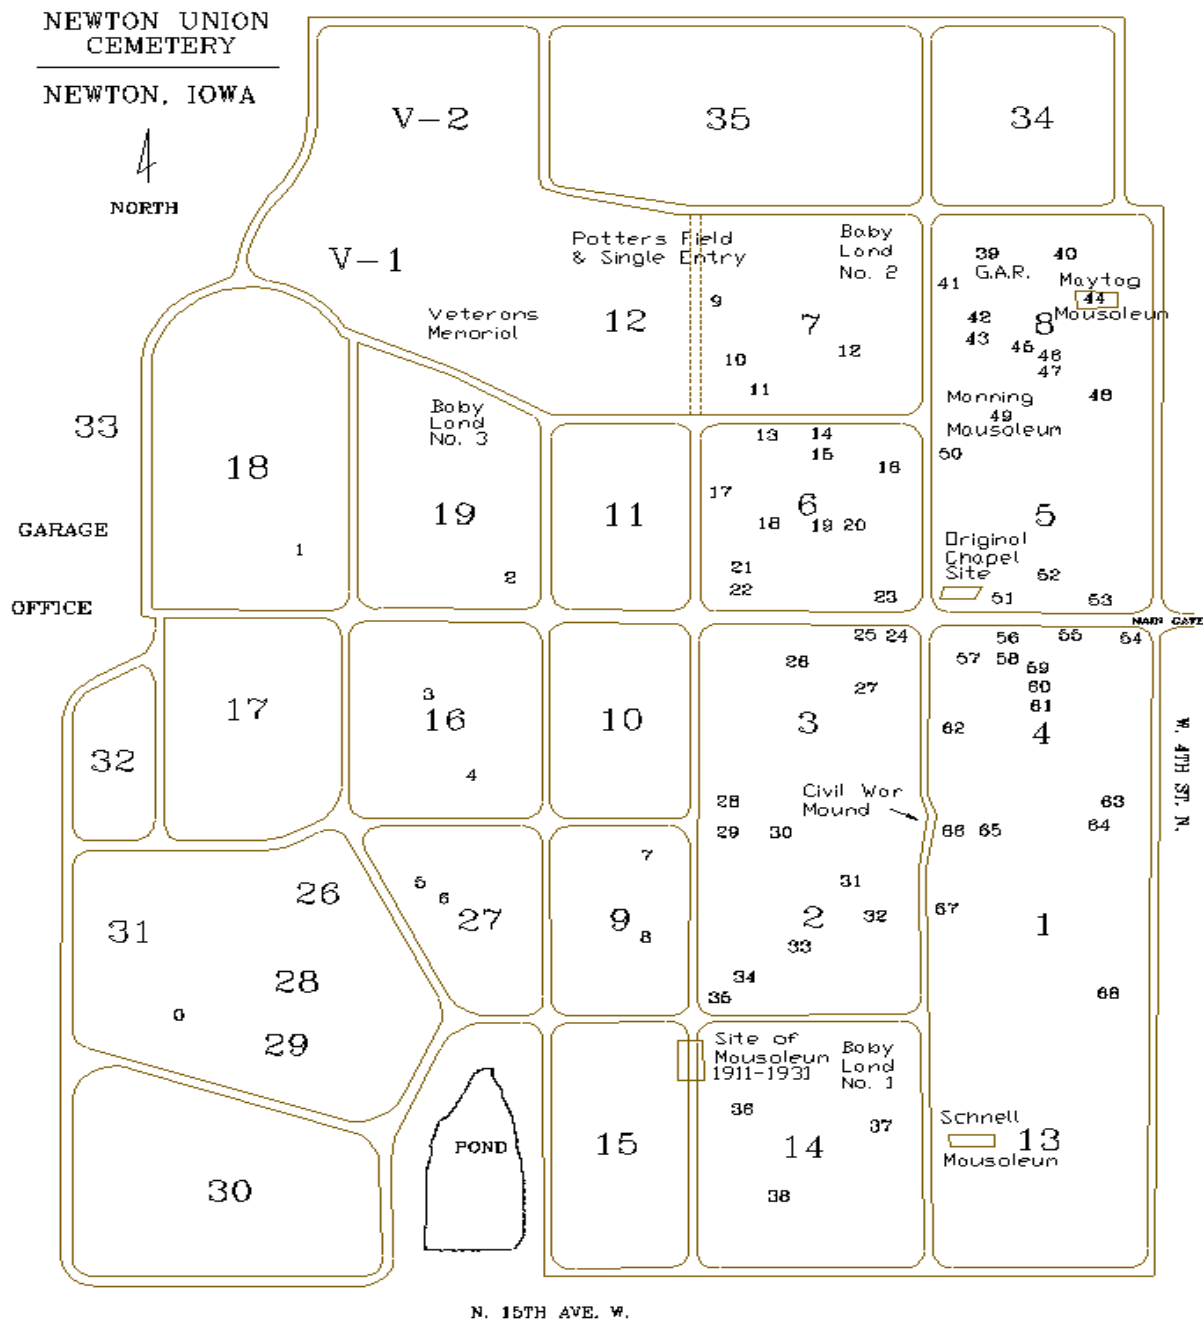 NEWTON UNION
CEMETERY
NEWTON, IOWA
NORTH
V-2
35
34
V-1
Potters Field
& Single Entry
Baby
Land
No. 2
39
G.A.R.
40
41
Maytag
44
Mausoleum
9
Veterans
Memorial
12
7
42
8
43
45
46
47
10
12
11
48
Baby
Land
No. 3
Manning
49
Mausoleum
33
13
14
15
16
50
18
17
19
11
6
18
19
20
5
GARAGE
Original
Chapel
Site
1
2
21
22
23
52
51
53
OFFICE
MAIN GATE
25
24
56
55
54
26
57
58
59
27
60
61
3
17
16
10
3
62
4
W. 4TH ST. N.
32
4
Civil War
Mound
28
63
29
30
66
65
64
7
5
6
31
26
31
27
9
8
2
32
67
1
33
28
34
35
68
0
29
Site of
Mausoleum
1911-1931
Baby
Land
No. 1
36
37
Schnell
Mausoleum
13
POND
15
14
30
38
N. 15TH AVE. W.